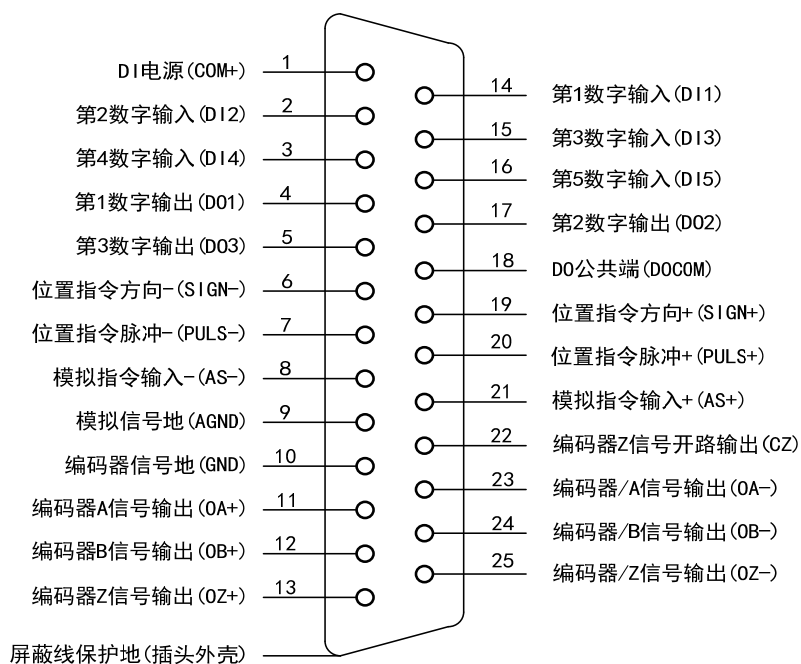 DI电源(COM+) 1
第2数字输入(DI2) 2
第4数字输入(DI4) 3
第1数字输出(DO1) 4
第3数字输出(DO3) 5
位置指令方向-(SIGN-) 6
位置指令脉冲-(PULS-) 7
模拟指令输入-(AS-) 8
模拟信号地(AGND) 9
编码器信号地(GND) 10
编码器A信号输出(OA+) 11
编码器B信号输出(OB+) 12
编码器Z信号输出(OZ+) 13
屏蔽线保护地(插头外壳)
14 第1数字输入(DI1)
15 第3数字输入(DI3)
16 第5数字输入(DI5)
17 第2数字输出(DO2)
18 DO公共端(DOCOM)
19 位置指令方向+(SIGN+)
20 位置指令脉冲+(PULS+)
21 模拟指令输入+(AS+)
22 编码器Z信号开路输出(CZ)
23 编码器/A信号输出(OA-)
24 编码器/B信号输出(OB-)
25 编码器/Z信号输出(OZ-)